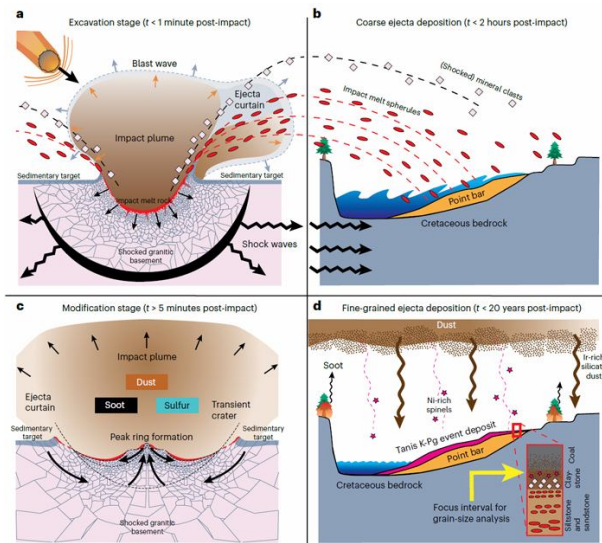 a
Excavation stage (t < 1 minute post-impact)
Blast wave
Ejecta
curtain
Impact plume
Sedimentary target
Sedimentary target
Impact melt rock
Shocked granitic
basement
Shock waves
b
Coarse ejecta deposition (t < 2 hours post-impact)
(Shocked) mineral clasts
Impact melt spherules
Point bar
Cretaceous bedrock
c
Modification stage (t > 5 minutes post-impact)
Impact plume
Dust
Soot
Sulfur
Ejecta
curtain
Transient
crater
Sedimentary
target
Peak ring formation
Sedimentary
target
Shocked granitic
basement
d
Fine-grained ejecta deposition (t < 20 years post-impact)
Dust
Soot
Ir-rich
silicate
dust
Ni-rich
spinels
Tanis K-Pg event deposit
Point bar
Cretaceous bedrock
Focus interval for
grain-size analysis
Coal
Clay-
stone
Siltstone
and
sandstone